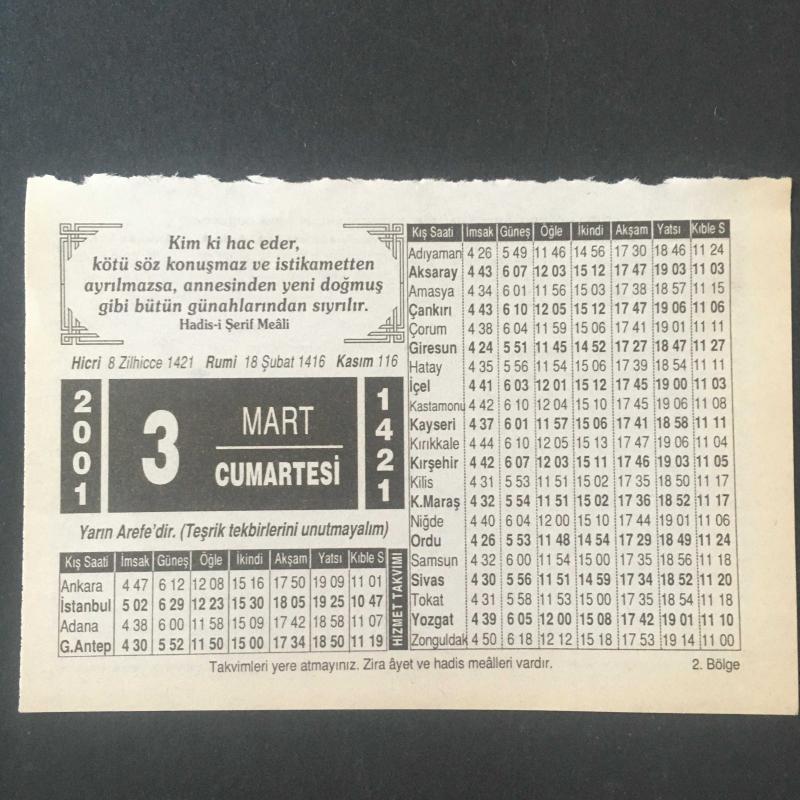 Kim ki hac eder,
kötü söz konuşmaz ve istikametten
ayrılmazsa, annesinden yeni doğmuş
gibi bütün günahlarından sıyrılır.
Hadis-i Şerif Meâli
Hicri 8 Zilhicce 1421 Rumi 18 Şubat 1416 Kasım 116
2001
3
MART
CUMARTESİ
1421
Yarın Arefe'dir. (Teşrik tekbirlerini unutmayalım)
Kış Saati İmsak Güneş Öğle İkindi Akşam Yatsı Kıble S
Ankara 4 47 6 12 12 08 15 16 17 50 19 09 11 01
İstanbul 5 02 6 29 12 23 15 30 18 05 19 25 10 47
Adana 4 38 6 00 11 58 15 09 17 42 18 58 11 07
G.Antep 4 30 5 52 11 50 15 00 17 34 18 50 11 19
HİZMET TAKVİMİ
Kış Saati İmsak Güneş Öğle İkindi Akşam Yatsı Kıble S
Adıyaman 4 26 5 49 11 46 14 56 17 30 18 46 11 24
Aksaray 4 43 6 07 12 03 15 12 17 47 19 03 11 03
Amasya 4 34 6 01 11 56 15 03 17 38 18 57 11 15
Çankırı 4 43 6 10 12 05 15 12 17 47 19 06 11 06
Çorum 4 38 6 04 11 59 15 06 17 41 19 01 11 11
Giresun 4 24 5 51 11 45 14 52 17 27 18 47 11 27
Hatay 4 35 5 56 11 54 15 06 17 39 18 54 11 11
İçel 4 41 6 03 12 01 15 12 17 45 19 00 11 03
Kastamonu 4 42 6 10 12 04 15 10 17 45 19 06 11 08
Kayseri 4 37 6 01 11 57 15 06 17 41 18 58 11 11
Kırıkkale 4 44 6 10 12 05 15 13 17 47 19 06 11 04
Kırşehir 4 42 6 07 12 03 15 11 17 46 19 03 11 05
Kilis 4 31 5 53 11 51 15 02 17 35 18 50 11 17
K.Maraş 4 32 5 54 11 51 15 02 17 36 18 52 11 17
Niğde 4 40 6 04 12 00 15 10 17 44 19 01 11 06
Ordu 4 26 5 53 11 48 14 54 17 29 18 49 11 24
Samsun 4 32 6 00 11 54 15 00 17 35 18 56 11 18
Sivas 4 30 5 56 11 51 14 59 17 34 18 52 11 20
Tokat 4 31 5 58 11 53 15 00 17 35 18 54 11 18
Yozgat 4 39 6 05 12 00 15 08 17 42 19 01 11 10
Zonguldak 4 50 6 18 12 12 15 18 17 53 19 14 11 00
Takvimleri yere atmayınız. Zira âyet ve hadis meâlleri vardır.
2. Bölge